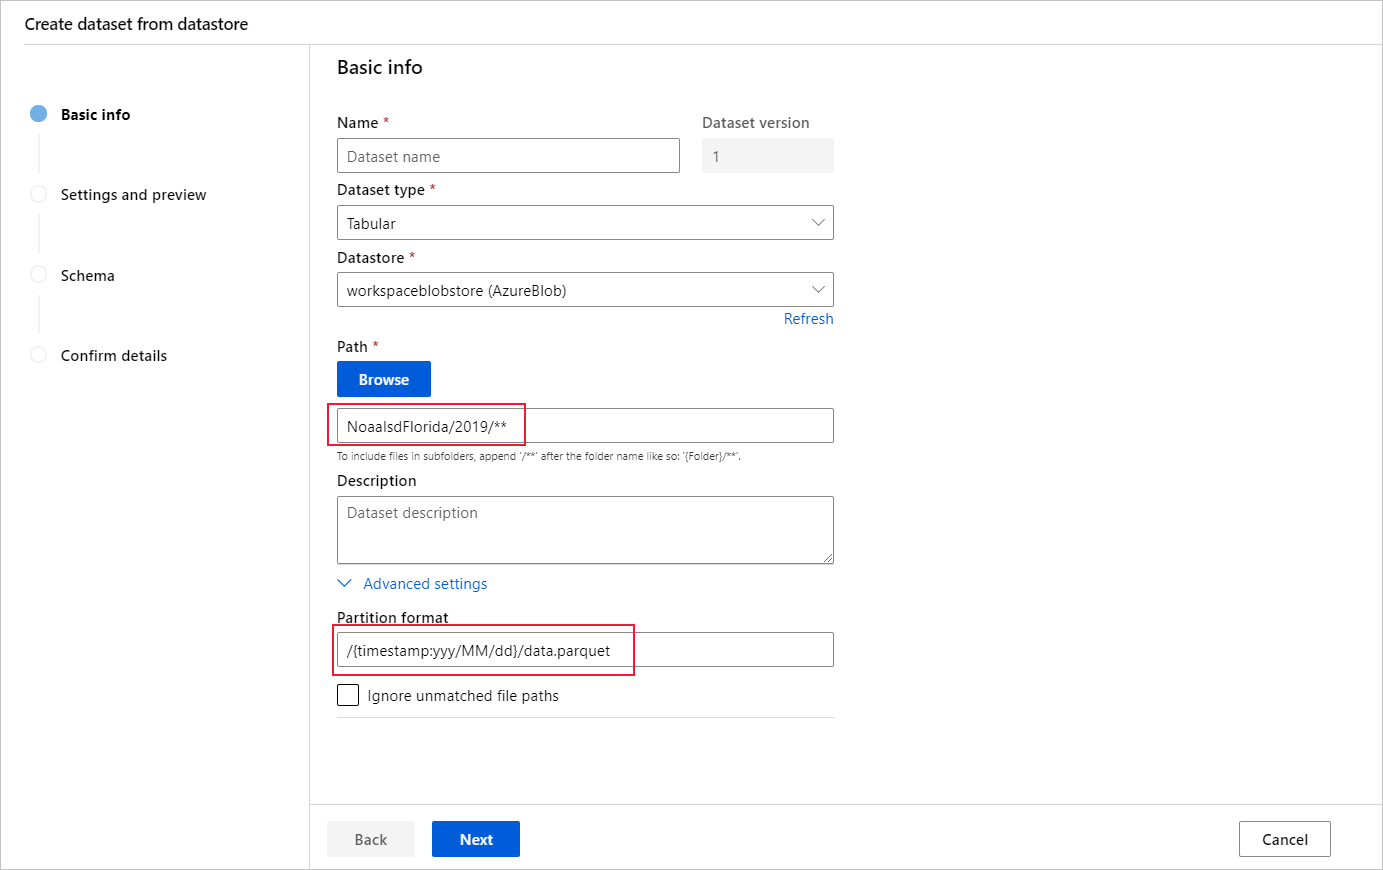 Create dataset from datastore
Basic info
Settings and preview
Schema
Confirm details
Basic info
Name *
Dataset version
Dataset name
1
Dataset type *
Tabular
Datastore *
workspaceblobstore (AzureBlob)
Refresh
Path *
Browse
NoaaIsdFlorida/2019/**
To include files in subfolders, append '/**' after the folder name like so: '{Folder}/**'.
Description
Dataset description
Advanced settings
Partition format
/{timestamp:yyy/MM/dd}/data.parquet
Ignore unmatched file paths
Back
Next
Cancel